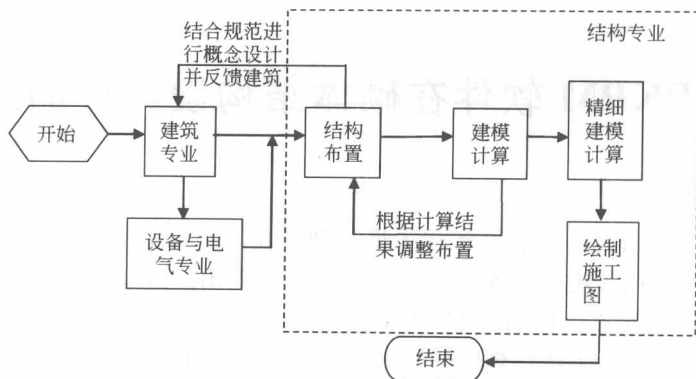 结合规范进
行概念设计
并反馈建筑
结构专业
开始
建筑
专业
结构
布置
建模
计算
精细
建模
计算
设备与电
气专业
根据计算结
果调整布置
绘制
施工
图
结束